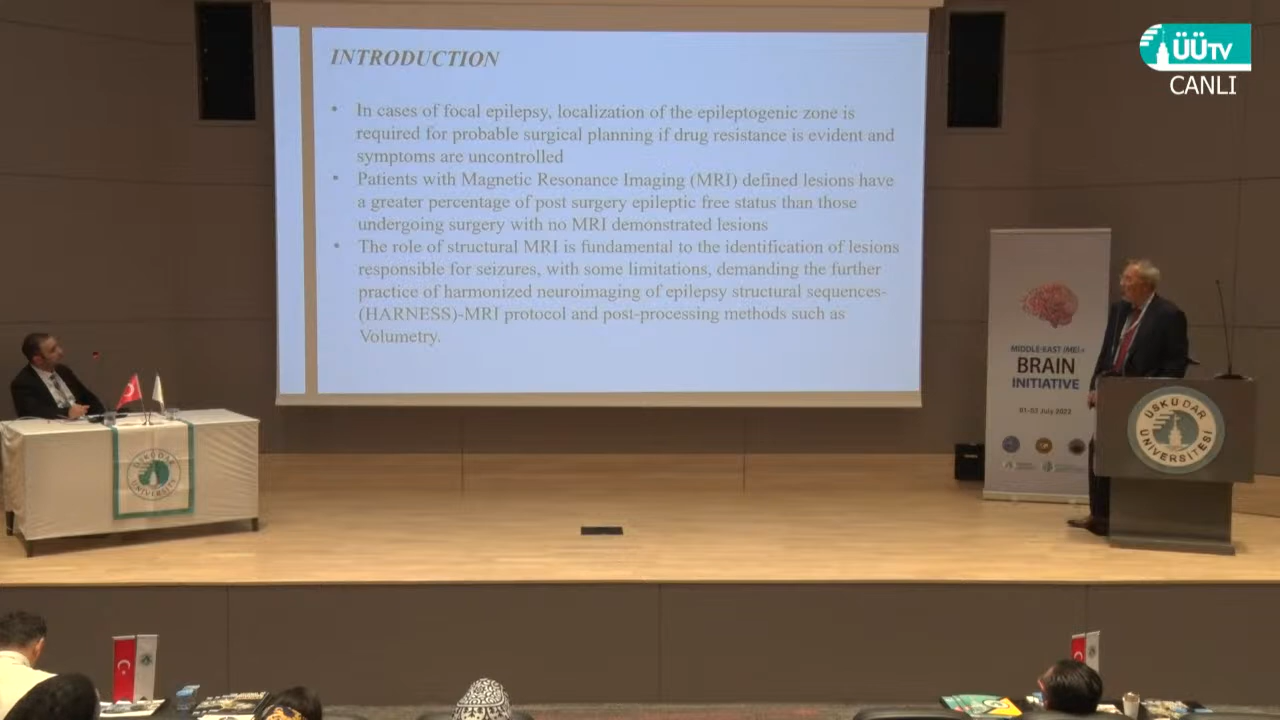 ÜÜTV
CANLI
INTRODUCTION
• In cases of focal epilepsy, localization of the epileptogenic zone is
required for probable surgical planning if drug resistance is evident and
symptoms are uncontrolled
• Patients with Magnetic Resonance Imaging (MRI) defined lesions have
a greater percentage of post surgery epileptic free status than those
undergoing surgery with no MRI demonstrated lesions
• The role of structural MRI is fundamental to the identification of lesions
responsible for seizures, with some limitations, demanding the further
practice of harmonized neuroimaging of epilepsy structural sequences-
(HARNESS)-MRI protocol and post-processing methods such as
Volumetry.
MIDDLE-EAST
BRAIN
INITIATIVE
July 2023
ÜSKÜDAR
ÜNİVERSİTESİ
ÜSKÜDAR